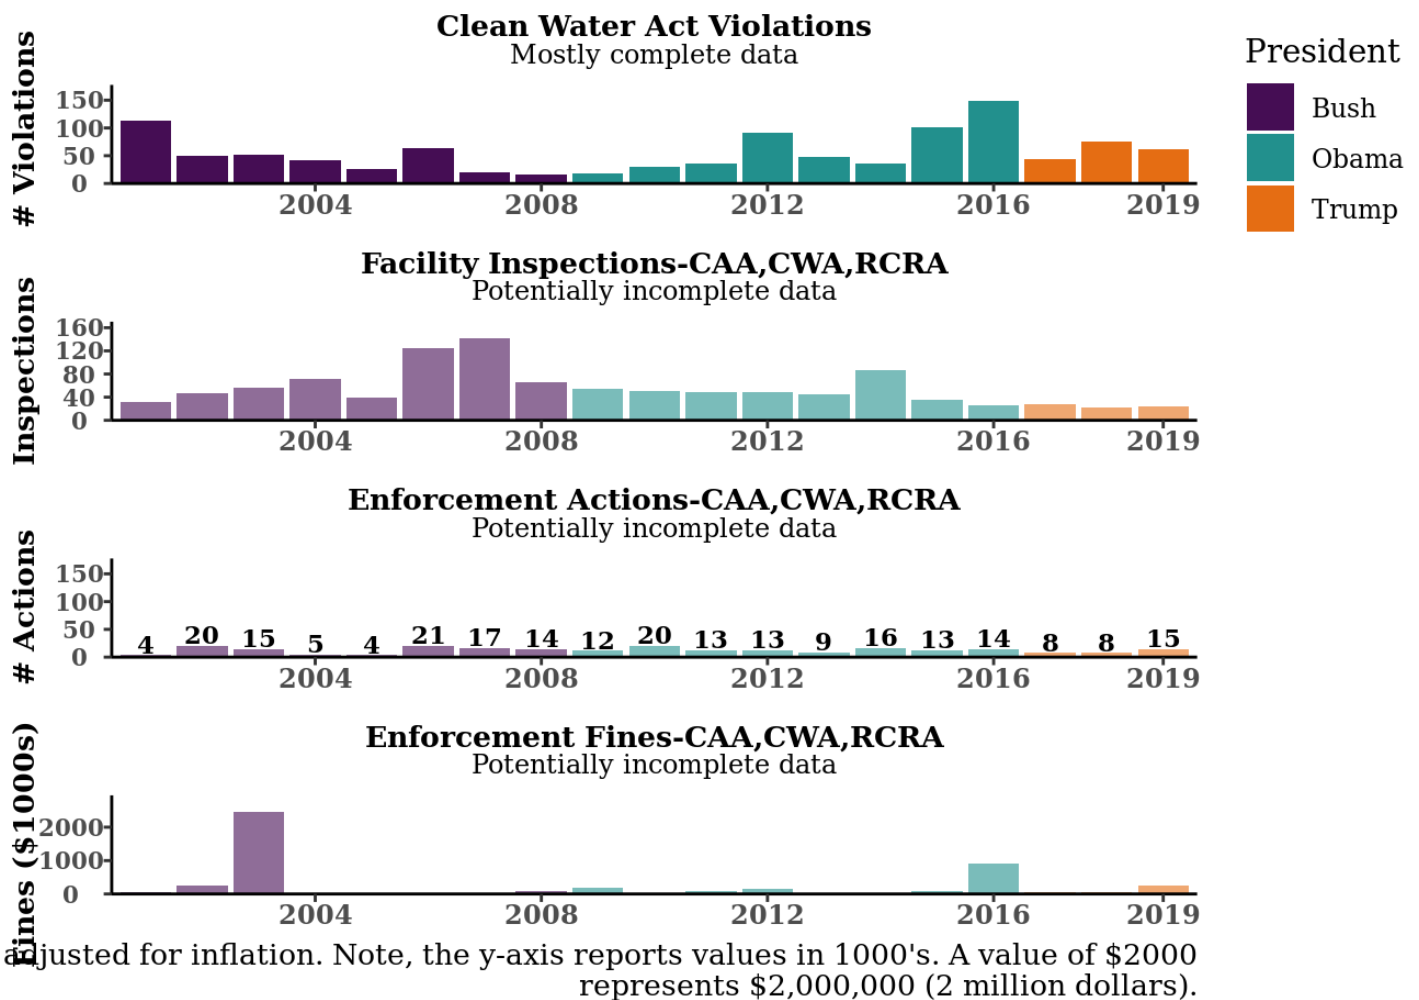 Clean Water Act Violations
Mostly complete data
# Violations
150
100
50
0
2004 2008 2012 2016 2019
President
Bush
Obama
Trump
Facility Inspections-CAA,CWA,RCRA
Potentially incomplete data
Inspections
160
120
80
40
0
2004 2008 2012 2016 2019
Enforcement Actions-CAA,CWA,RCRA
Potentially incomplete data
# Actions
150
100
50
0
4 20 15 5 4 21 17 14 12 20 13 13 9 16 13 14 8 8 15
2004 2008 2012 2016 2019
Enforcement Fines-CAA,CWA,RCRA
Potentially incomplete data
Fines ($1000s)
2000
1000
0
2004 2008 2012 2016 2019
adjusted for inflation. Note, the y-axis reports values in 1000's. A value of $2000
represents $2,000,000 (2 million dollars).